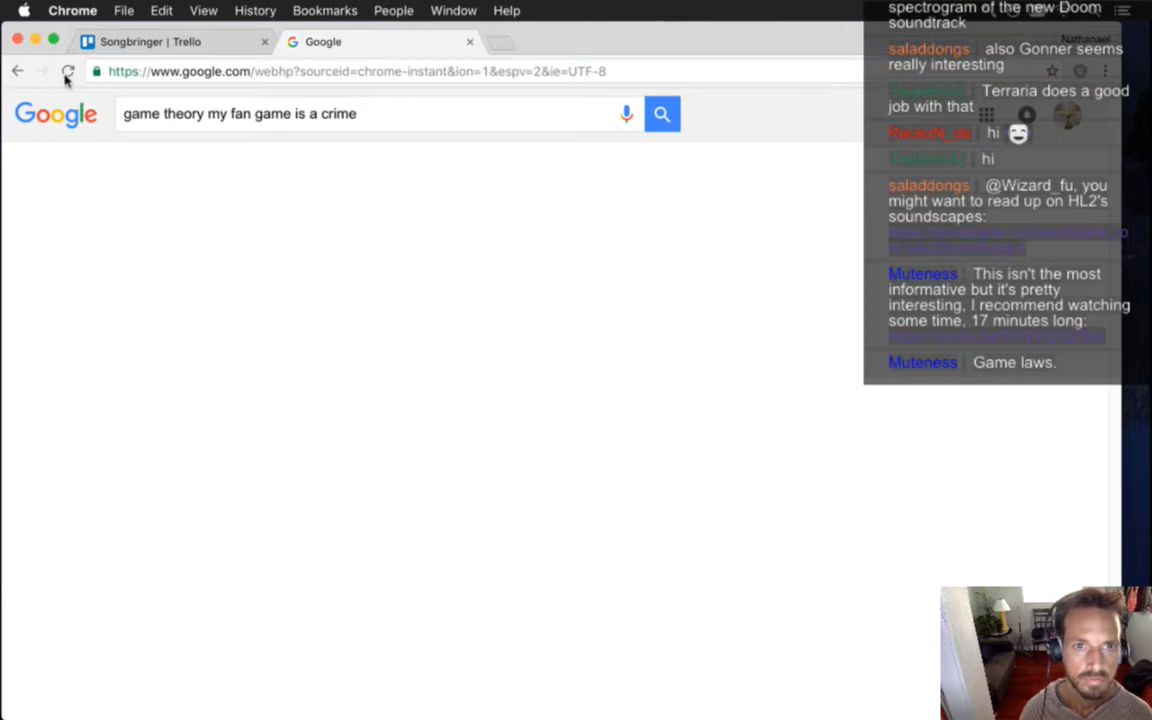 Chrome File Edit View History Bookmarks People Window Help
Songbringer | Trello
Google
Nathanael
https://www.google.com/webhp?sourceid=chrome-instant&ion=1&espv=2&ie=UTF-8
Google
game theory my fan game is a crime
spectrogram of the new Doom
soundtrack
saladdongs also Gonner seems
really interesting
Terraria does a good
job with that
hi
hi
saladdongs @Wizard_fu, you
might want to read up on HL2's
soundscapes:
Muteness This isn't the most
informative but it's pretty
interesting, I recommend watching
some time, 17 minutes long:
Muteness Game laws.